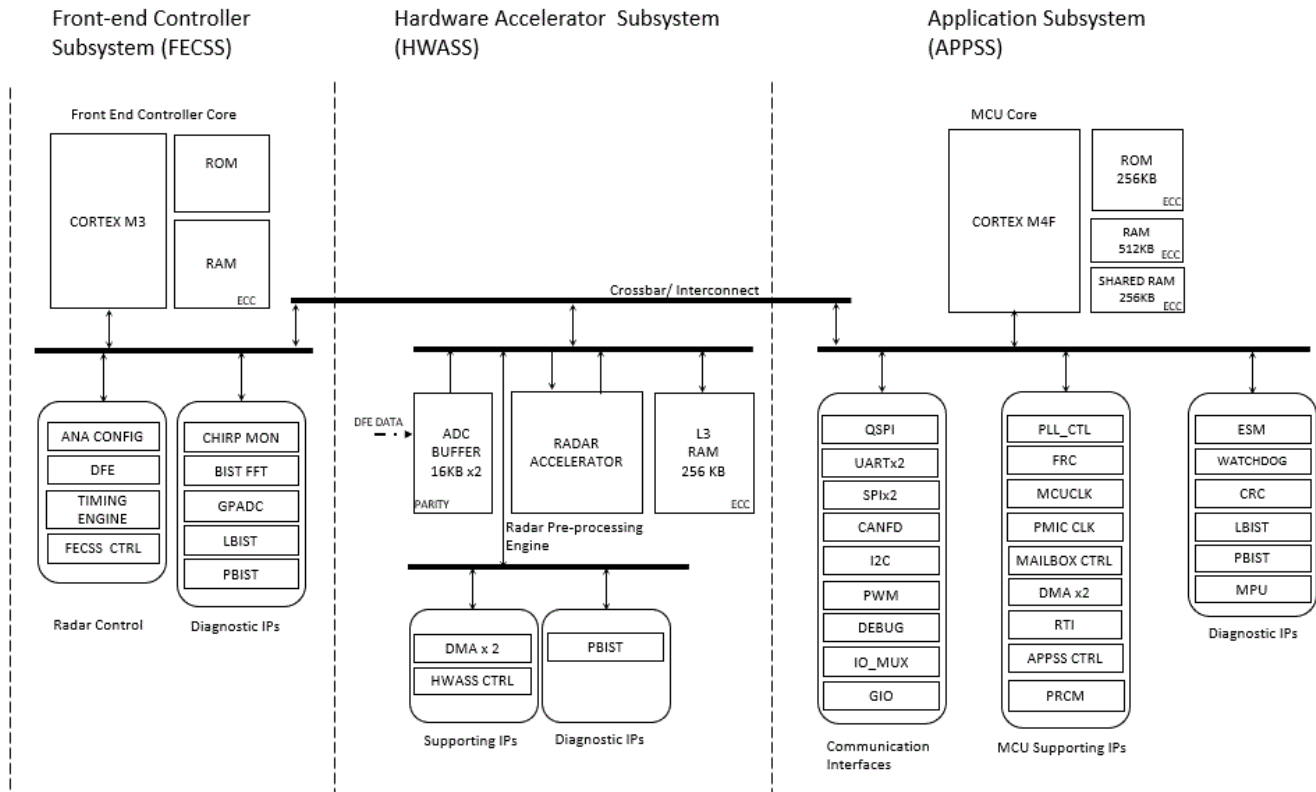 Front-end Controller
Subsystem (FECSS)
Hardware Accelerator Subsystem
(HWASS)
Application Subsystem
(APPSS)
Front End Controller Core
CORTEX M3
ROM
RAM
ECC
MCU Core
CORTEX M4F
ROM
256KB
ECC
RAM
512KB
ECC
SHARED RAM
256KB
ECC
Crossbar/ Interconnect
ANA CONFIG
DFE
TIMING
ENGINE
FECSS CTRL
Radar Control
CHIRP MON
BIST FFT
GPADC
LBIST
PBIST
Diagnostic IPs
DFE DATA
ADC
BUFFER
16KB x2
PARITY
RADAR
ACCELERATOR
L3
RAM
256 KB
ECC
Radar Pre-processing
Engine
DMA x 2
HWASS CTRL
Supporting IPs
PBIST
Diagnostic IPs
QSPI
UARTx2
SPIx2
CANFD
I2C
PWM
DEBUG
IO_MUX
GIO
Communication
Interfaces
PLL_CTL
FRC
MCUCLK
PMIC CLK
MAILBOX CTRL
DMA x2
RTI
APPSS CTRL
PRCM
MCU Supporting IPs
ESM
WATCHDOG
CRC
LBIST
PBIST
MPU
Diagnostic IPs